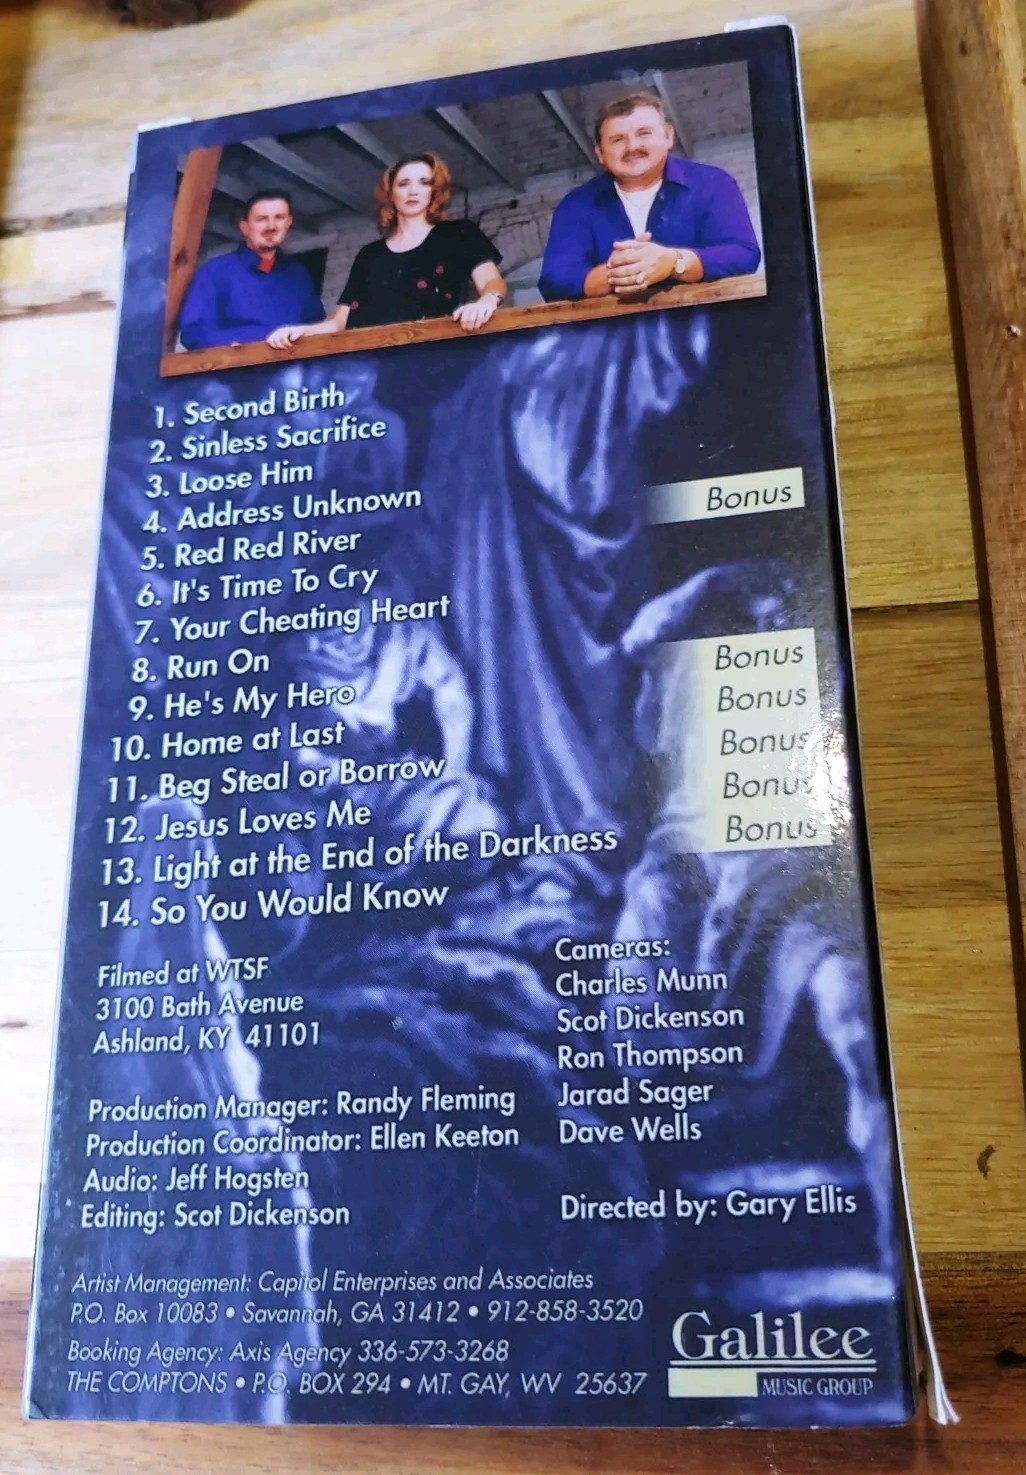 1. Second Birth
2. Sinless Sacrifice
3. Loose Him
4. Address Unknown
Bonus
5. Red Red River
6. It's Time To Cry
7. Your Cheating Heart
8. Run On
Bonus
9. He's My Hero
Bonus
10. Home at Last
Bonus
11. Beg Steal or Borrow
Bonus
12. Jesus Loves Me
Bonus
13. Light at the End of the Darkness
14. So You Would Know
Filmed at WTSF
3100 Bath Avenue
Ashland, KY 41101
Production Manager: Randy Fleming
Production Coordinator: Ellen Keeton
Audio: Jeff Hogsten
Editing: Scot Dickenson
Cameras:
Charles Munn
Scot Dickenson
Ron Thompson
Jarad Sager
Dave Wells
Directed by: Gary Ellis
Artist Management: Capitol Enterprises and Associates
P.O. Box 10083 • Savannah, GA 31412 • 912-858-3520
Booking Agency: Axis Agency 336-573-3268
THE COMPTONS • P.O. BOX 294 • MT. GAY, WV 25637
Galilee
MUSIC GROUP